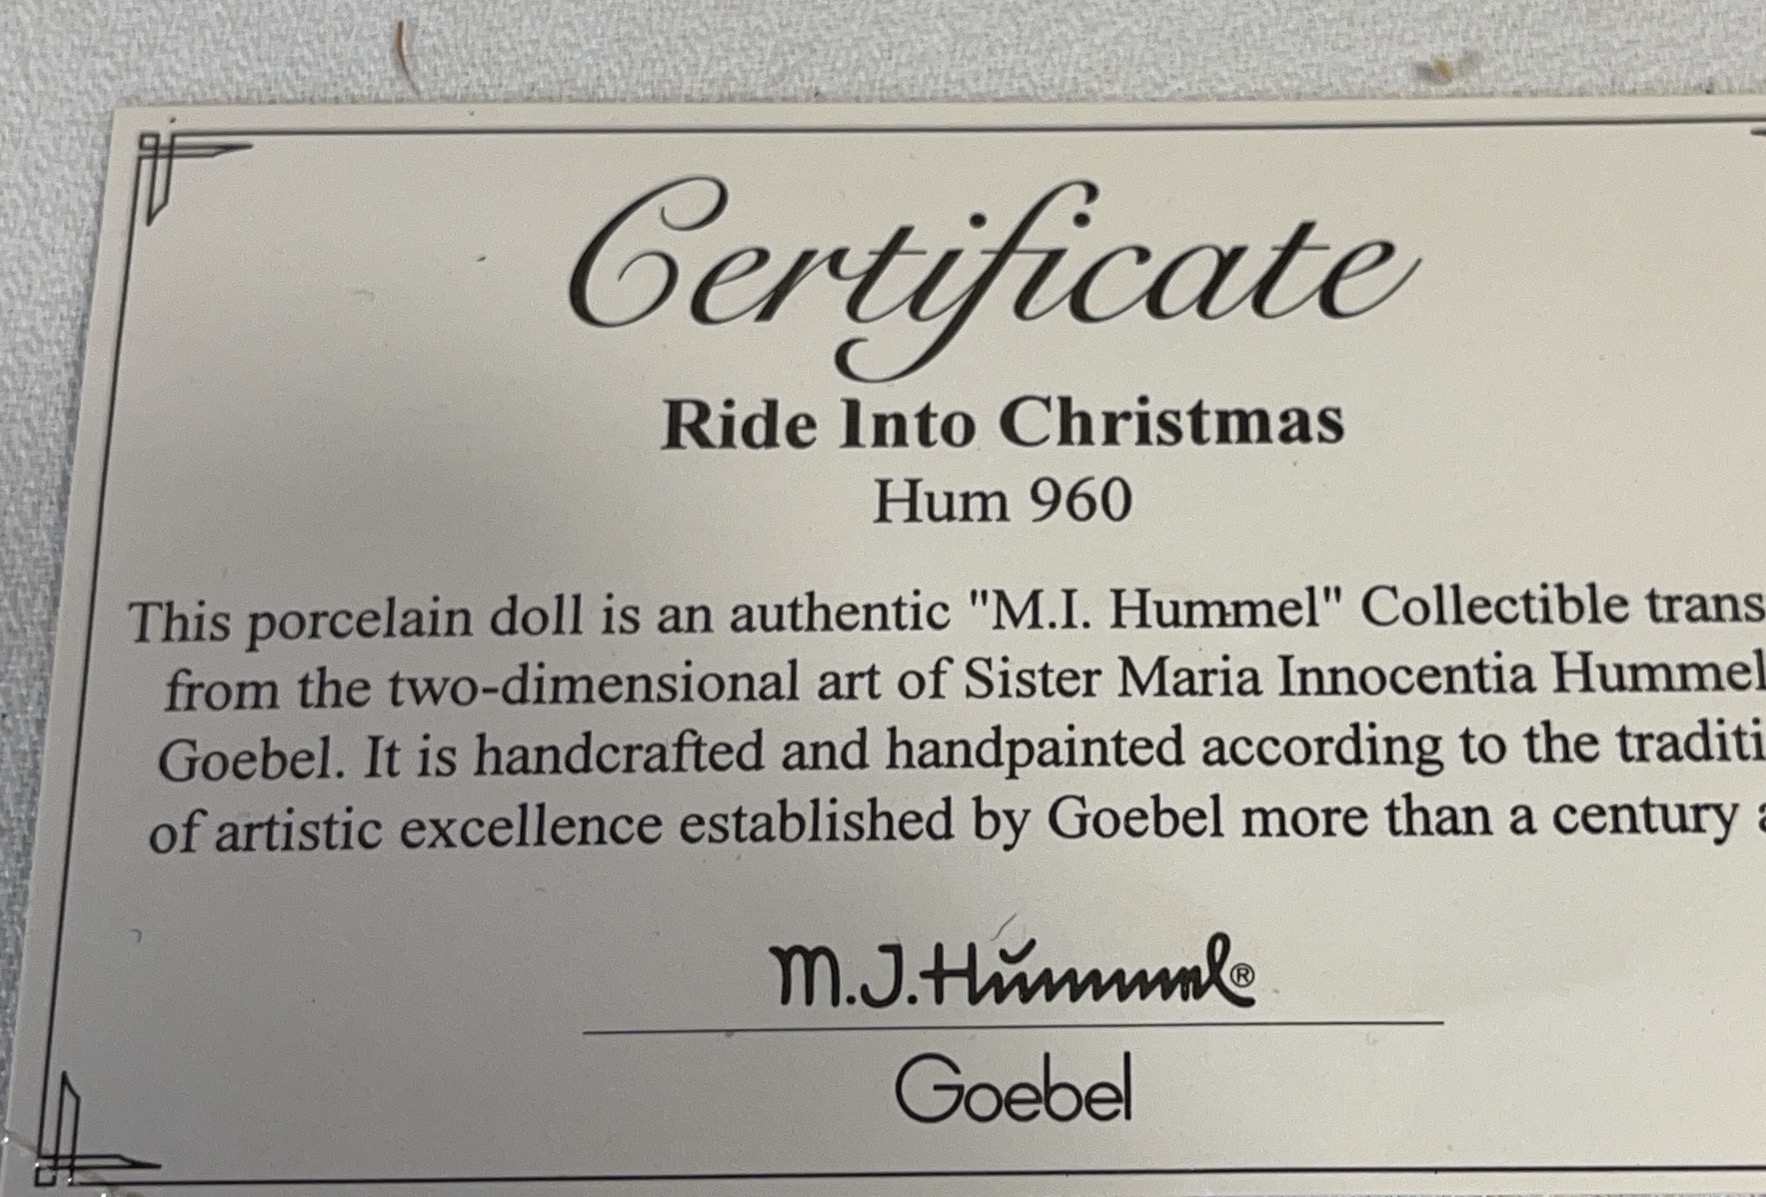 Certificate
Ride Into Christmas
Hum 960
This porcelain doll is an authentic "M.I. Hummel" Collectible trans
from the two-dimensional art of Sister Maria Innocentia Hummel
Goebel. It is handcrafted and handpainted according to the traditi
of artistic excellence established by Goebel more than a century a
M.J. Hummel®
Goebel